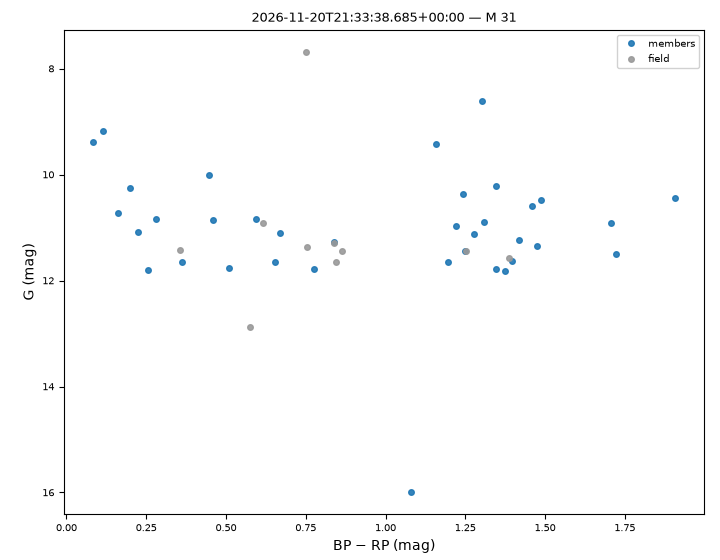 2026-11-20T21:33:38.685+00:00 — M 31
members
field
8
10
12
14
16
G (mag)
0.00 0.25 0.50 0.75 1.00 1.25 1.50 1.75
BP − RP (mag)